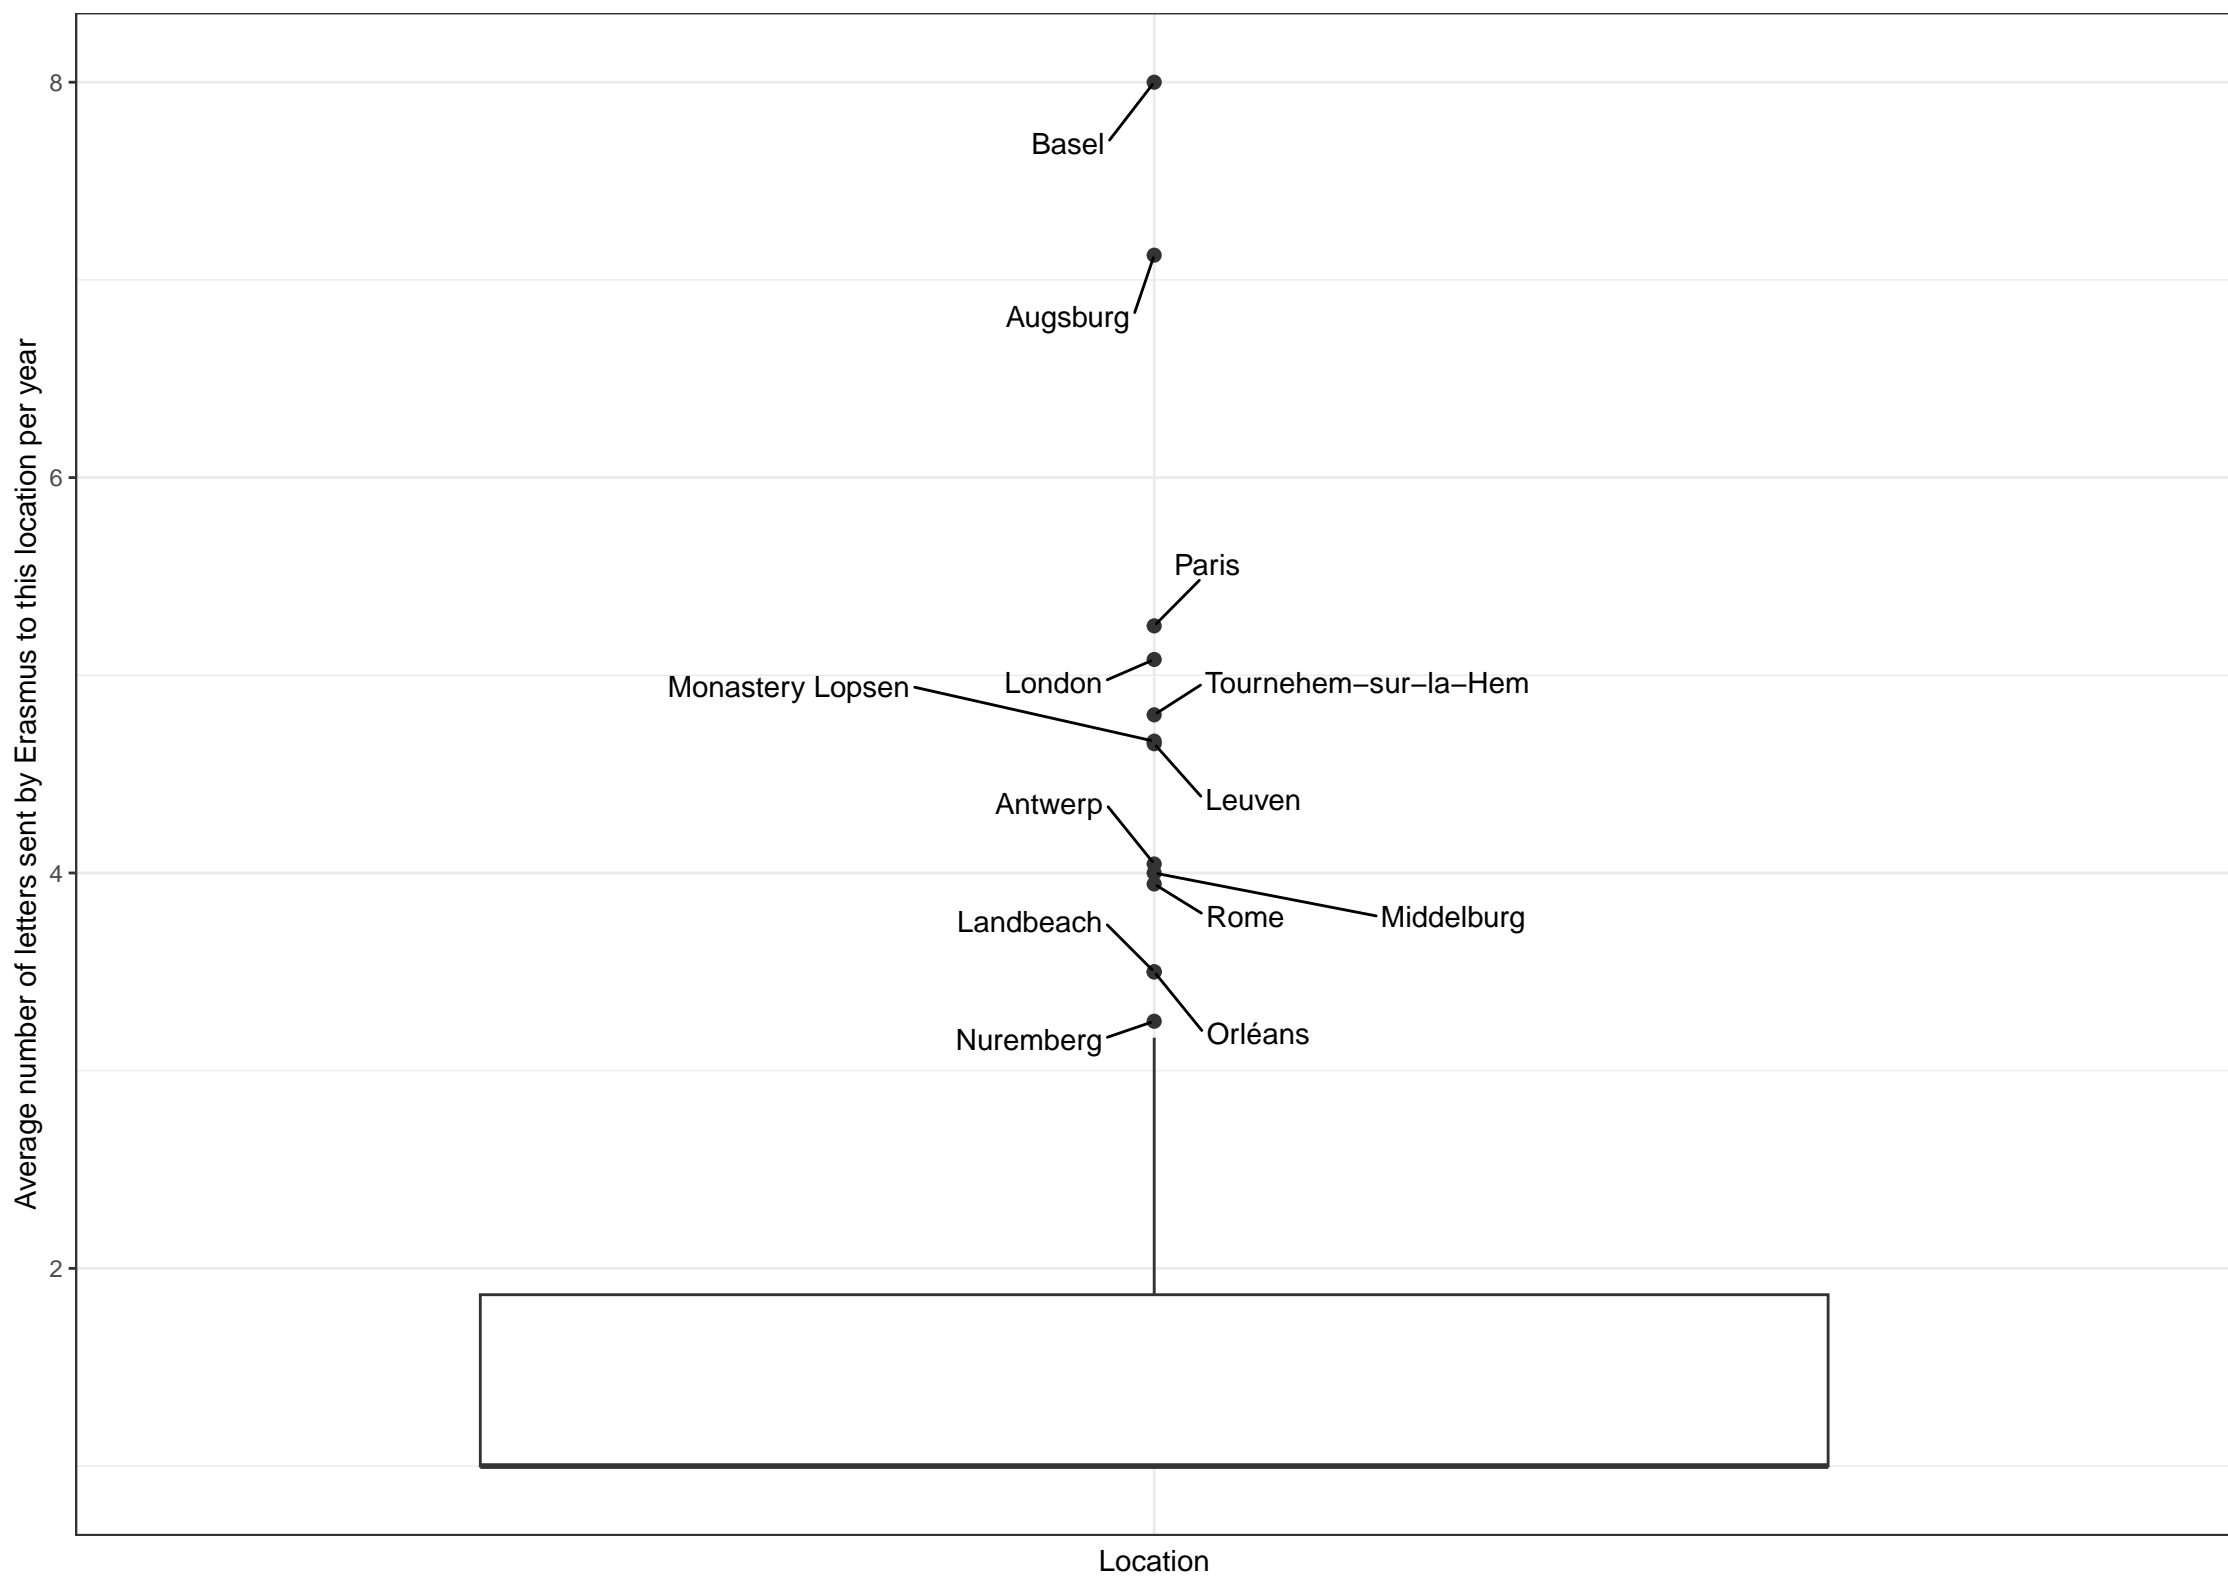 Average number of letters sent by Erasmus to this location per year
8
6
4
2
Basel
Augsburg
Paris
London
Tournehem−sur−la−Hem
Monastery Lopsen
Leuven
Antwerp
Rome
Middelburg
Landbeach
Orléans
Nuremberg
Location